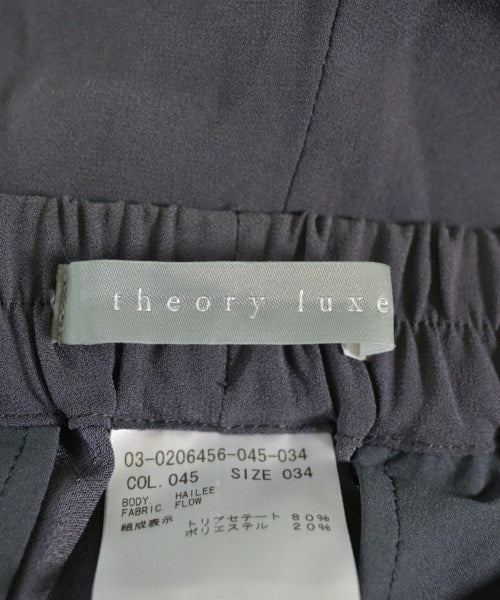 theory luxe
03-0206456-045-034
COL. 045 SIZE 034
BODY. HAILEE
FABRIC FLOW
組成表示 トリアセテート 80%
ポリエステル 20%